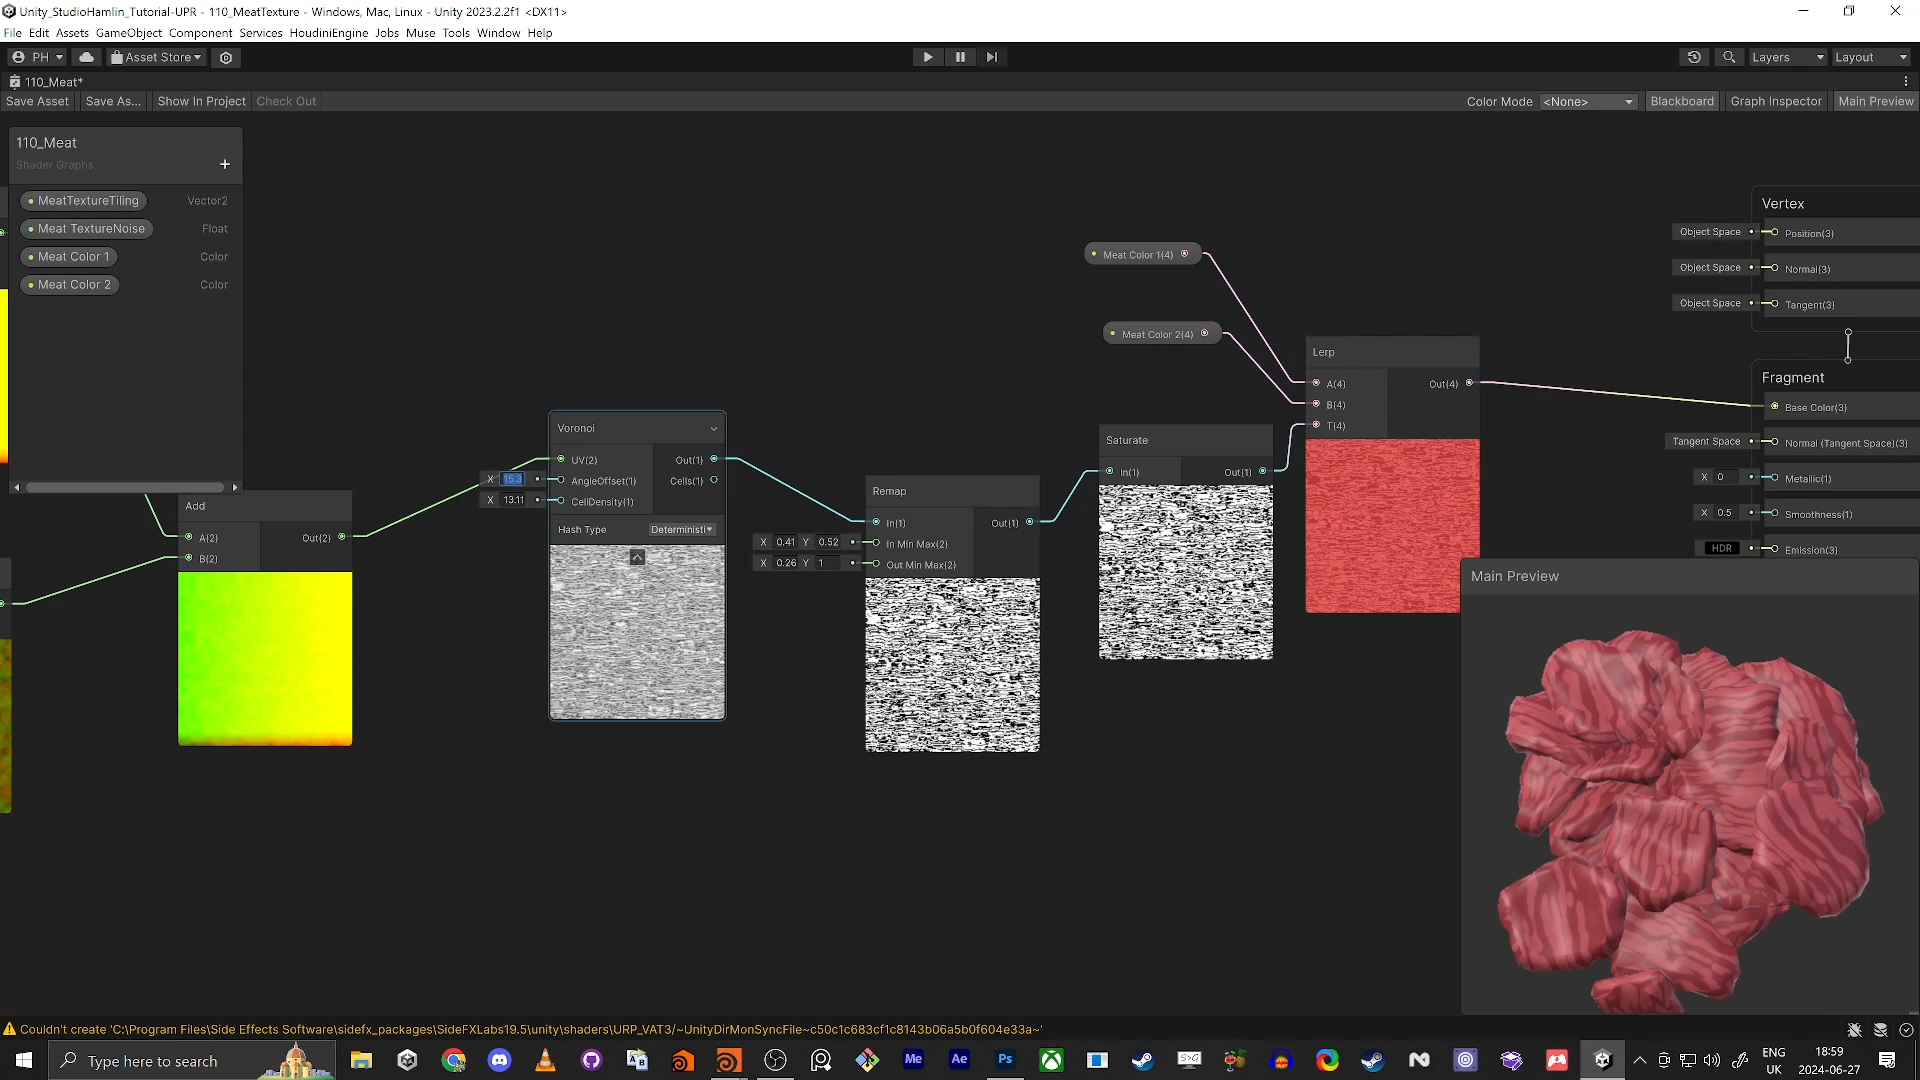 Unity_StudioHamlin_Tutorial-UPR - 110_MeatTexture - Windows, Mac, Linux - Unity 2023.2.2f1 <DX11>
File Edit Assets GameObject Component Services HoudiniEngine Jobs Muse Tools Window Help
PH Asset Store Layers Layout
110_Meat*
Save Asset Save As... Show In Project Check Out Color Mode <None> Blackboard Graph Inspector Main Preview
110_Meat
Shader Graphs +
MeatTextureTiling Vector2
Meat TextureNoise Float
Meat Color 1 Color
Meat Color 2 Color
Add
A(2) Out(2)
B(2)
Voronoi
UV(2) Out(1)
X 15.3 AngleOffset(1) Cells(1)
X 13.11 CellDensity(1)
Hash Type Deterministi
Remap
In(1) Out(1)
X 0.41 Y 0.52 In Min Max(2)
X 0.26 Y 1 Out Min Max(2)
Saturate
In(1) Out(1)
Meat Color 1(4)
Meat Color 2(4)
Lerp
A(4) Out(4)
B(4)
T(4)
Vertex
Object Space Position(3)
Object Space Normal(3)
Object Space Tangent(3)
Fragment
Base Color(3)
Tangent Space Normal (Tangent Space)(3)
X 0 Metallic(1)
X 0.5 Smoothness(1)
HDR Emission(3)
Main Preview
Couldn't create 'C:\Program Files\Side Effects Software\sidefx_packages\SideFXLabs19.5\unity\shaders\URP_VAT3/~UnityDirMonSyncFile~c50c1c683cf1c8143b06a5b0f604e33a~'
Type here to search Me Ae Ps ENG UK 18:59 2024-06-27